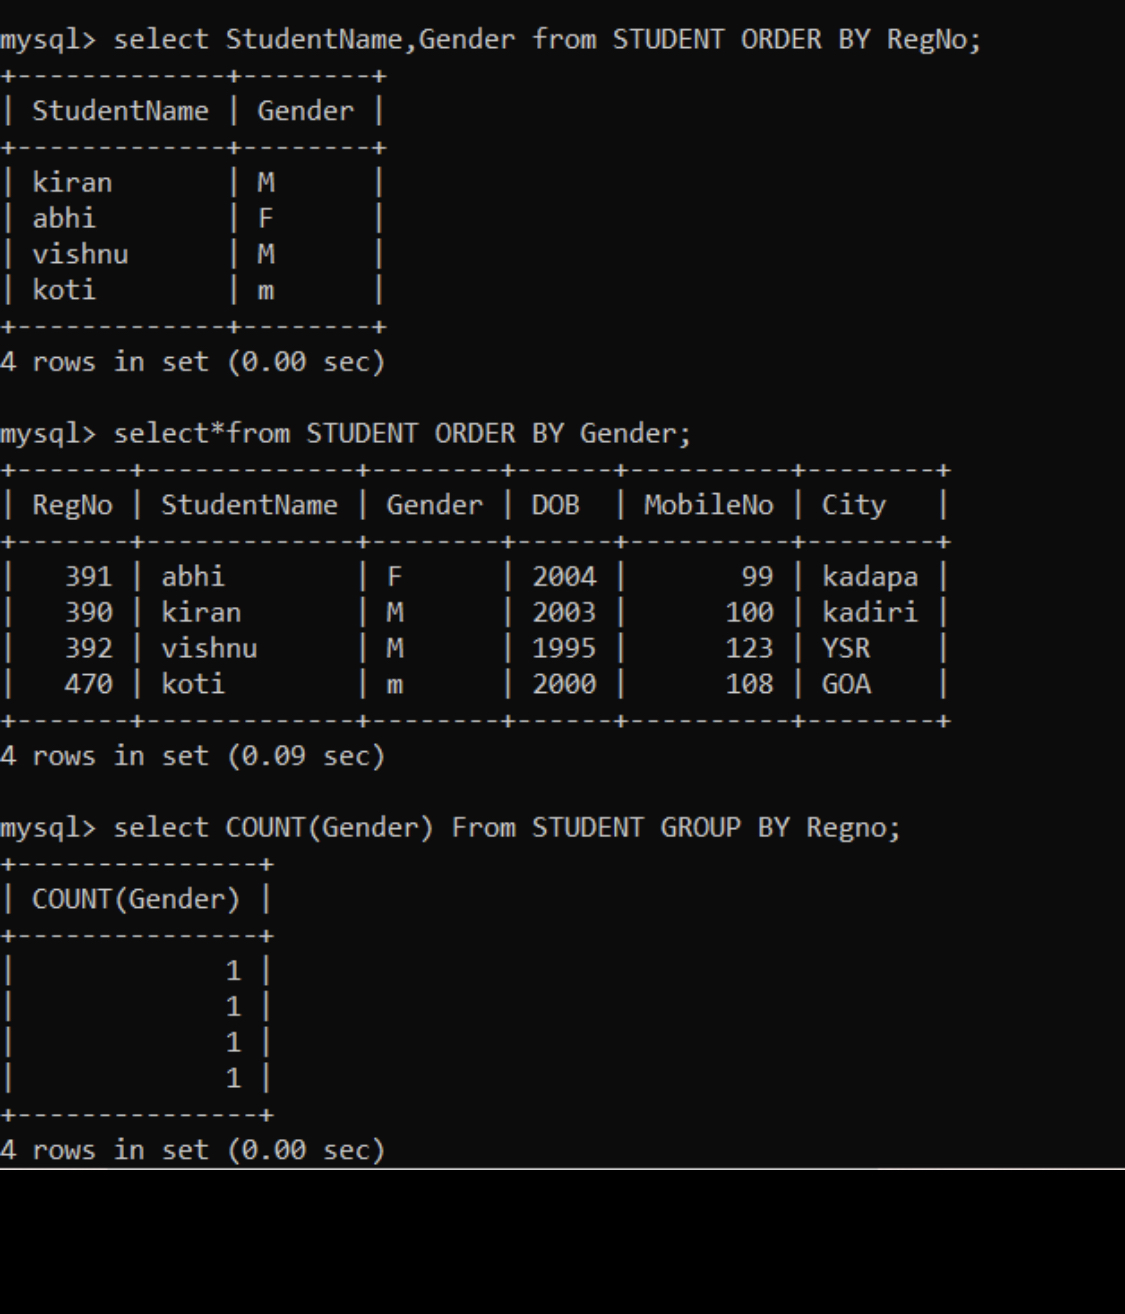 mysql> select StudentName,Gender from STUDENT ORDER BY RegNo;
+-------------+--------+
| StudentName | Gender |
+-------------+--------+
| kiran       | M      |
| abhi        | F      |
| vishnu      | M      |
| koti        | m      |
+-------------+--------+
4 rows in set (0.00 sec)

mysql> select*from STUDENT ORDER BY Gender;
+-------+-------------+--------+------+----------+--------+
| RegNo | StudentName | Gender | DOB  | MobileNo | City   |
+-------+-------------+--------+------+----------+--------+
|   391 | abhi        | F      | 2004 |       99 | kadapa |
|   390 | kiran       | M      | 2003 |      100 | kadiri |
|   392 | vishnu      | M      | 1995 |      123 | YSR    |
|   470 | koti        | m      | 2000 |      108 | GOA    |
+-------+-------------+--------+------+----------+--------+
4 rows in set (0.09 sec)

mysql> select COUNT(Gender) From STUDENT GROUP BY Regno;
+---------------+
| COUNT(Gender) |
+---------------+
|             1 |
|             1 |
|             1 |
|             1 |
+---------------+
4 rows in set (0.00 sec)